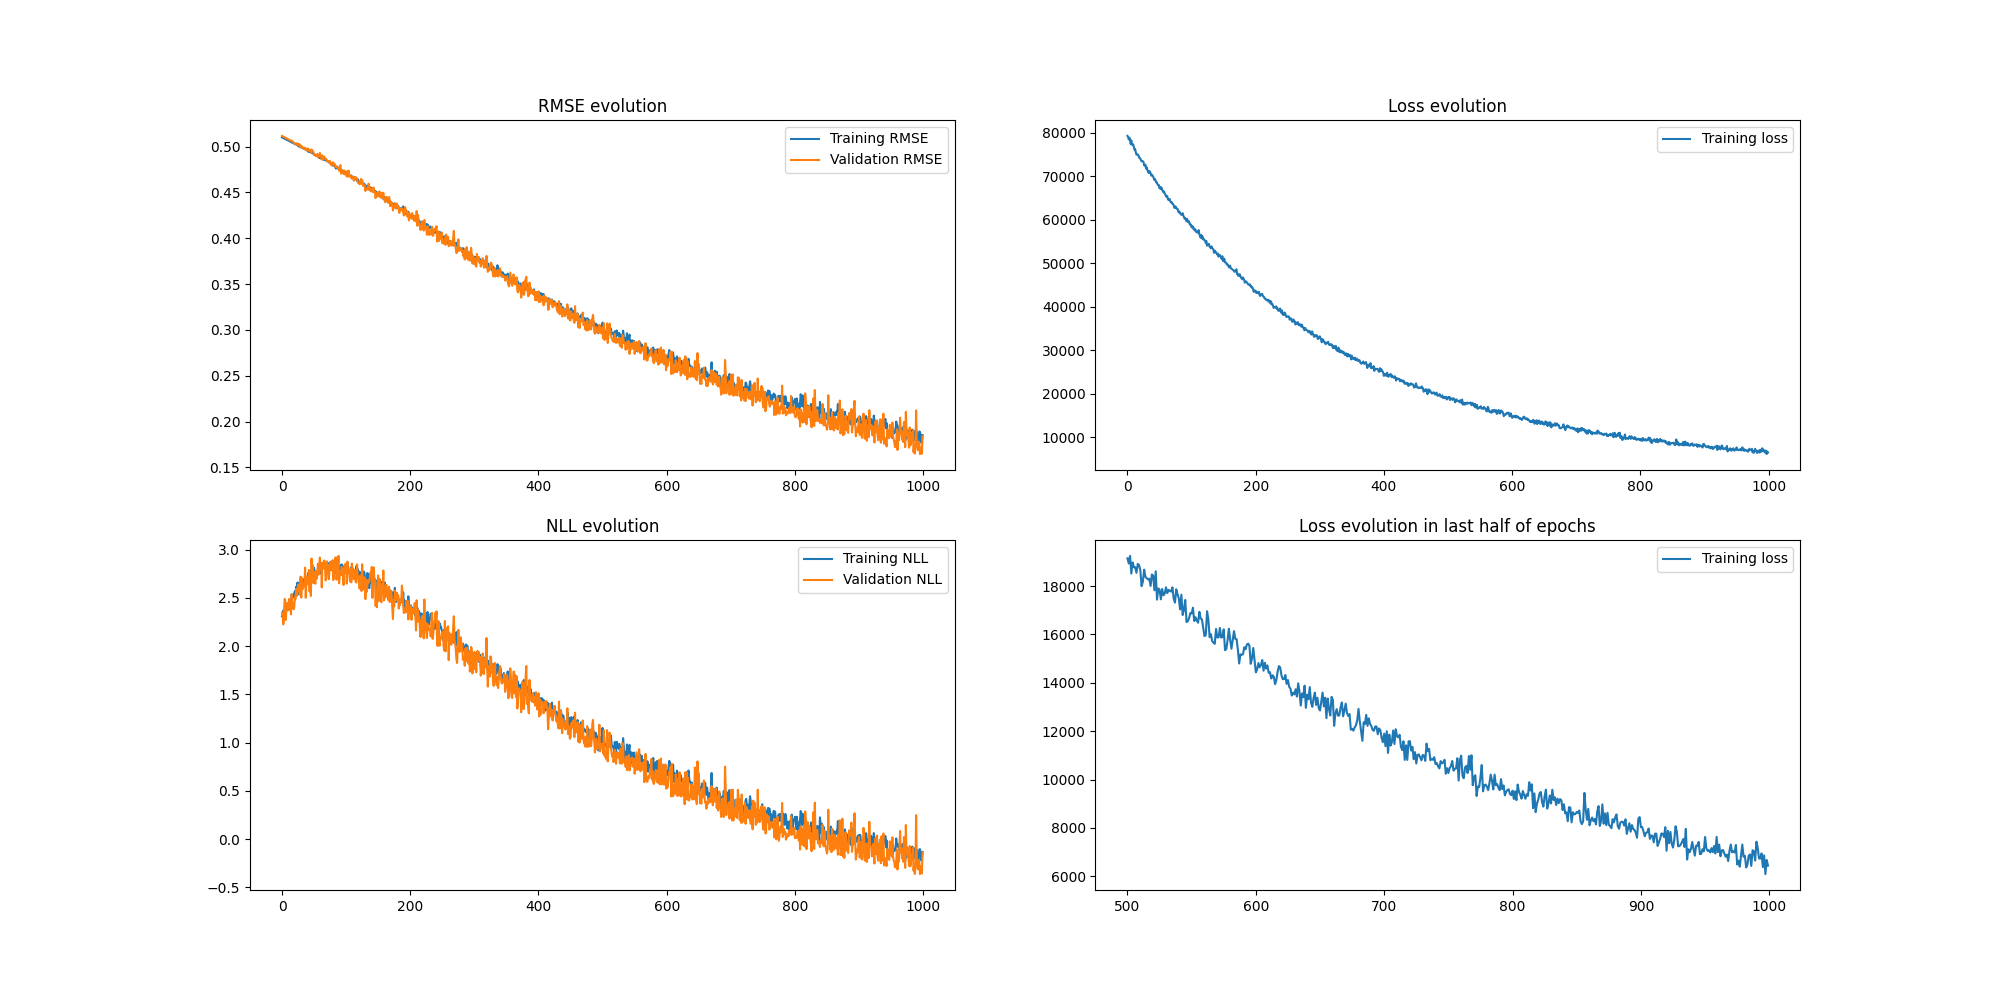 RMSE evolution
0.50
0.45
0.40
0.35
0.30
0.25
0.20
0.15
0 200 400 600 800 1000
Training RMSE
Validation RMSE
Loss evolution
80000
70000
60000
50000
40000
30000
20000
10000
0 200 400 600 800 1000
Training loss
NLL evolution
3.0
2.5
2.0
1.5
1.0
0.5
0.0
−0.5
0 200 400 600 800 1000
Training NLL
Validation NLL
Loss evolution in last half of epochs
18000
16000
14000
12000
10000
8000
6000
500 600 700 800 900 1000
Training loss